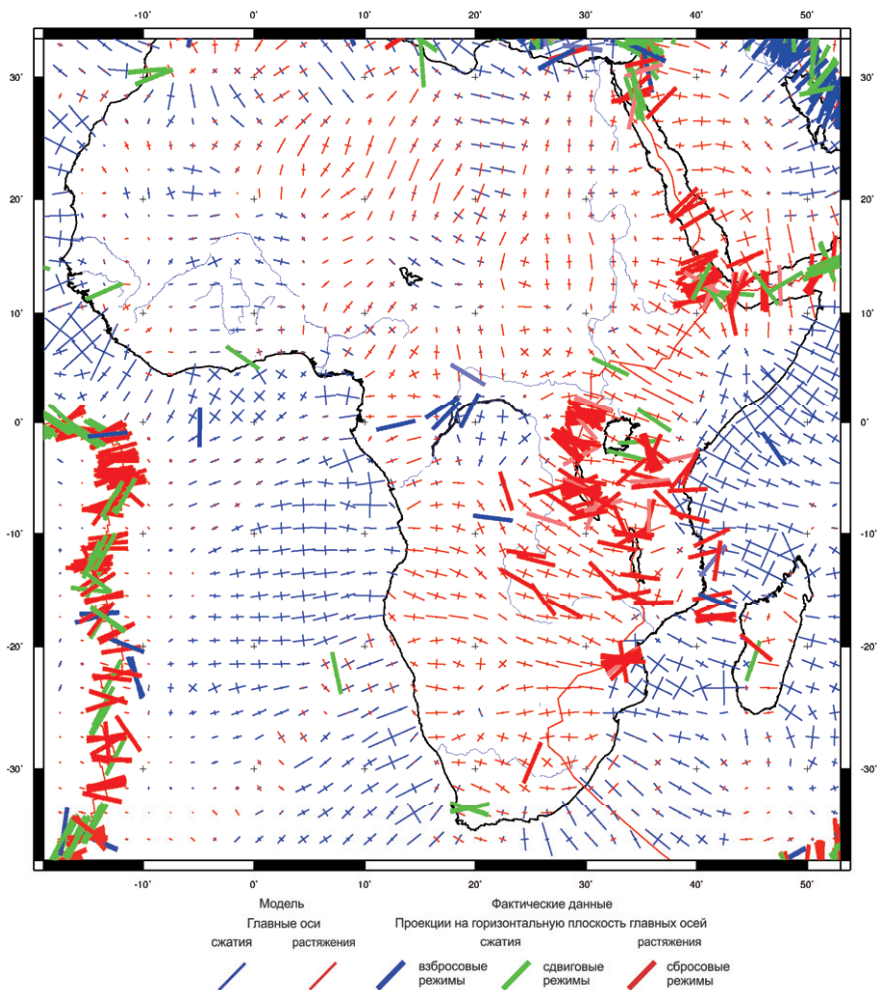 -10' 0' 10' 20' 30' 40' 50'
30' 30'
20' 20'
10' 10'
0' 0'
-10' -10'
-20' -20'
-30' -30'
-10' 0' 10' 20' 30' 40' 50'
Модель Фактические данные
Главные оси Проекции на горизонтальную плоскость главных осей
сжатия растяжения сжатия растяжения
взбросовые режимы сдвиговые режимы сбросовые режимы